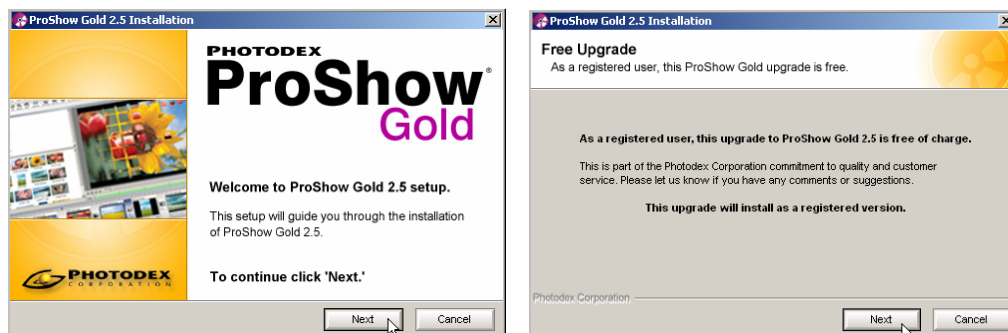 ProShow Gold 2.5 Installation
PHOTODEX
ProShow®
Gold
Welcome to ProShow Gold 2.5 setup.
This setup will guide you through the installation
of ProShow Gold 2.5.
To continue click 'Next.'
PHOTODEX
CORPORATION
Next
Cancel
ProShow Gold 2.5 Installation
Free Upgrade
As a registered user, this ProShow Gold upgrade is free.
As a registered user, this upgrade to ProShow Gold 2.5 is free of charge.
This is part of the Photodex Corporation commitment to quality and customer
service. Please let us know if you have any comments or suggestions.
This upgrade will install as a registered version.
Photodex Corporation
Next
Cancel